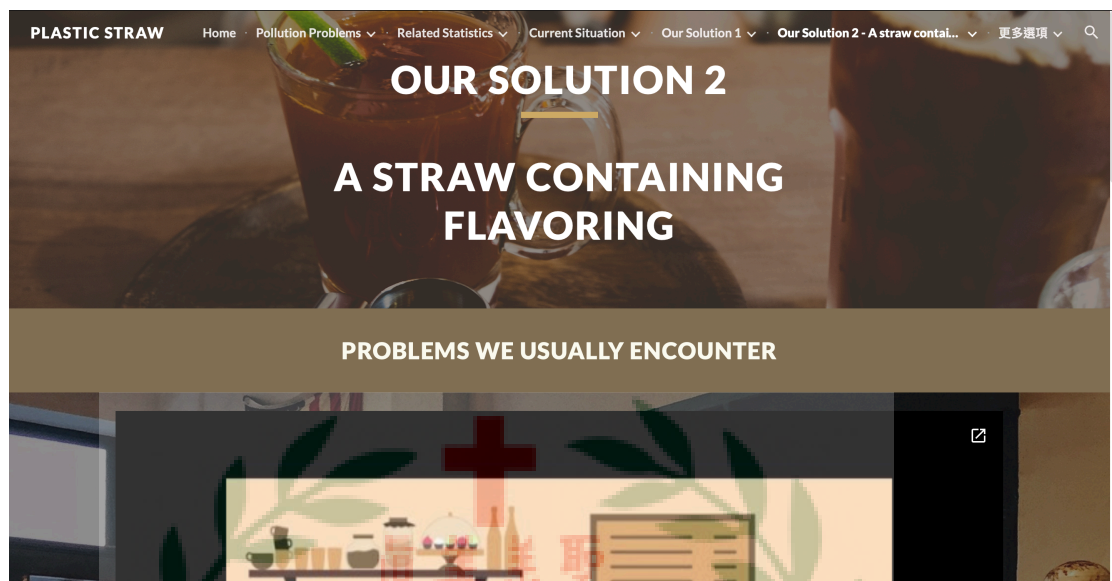 PLASTIC STRAW
Home · Pollution Problems · Related Statistics · Current Situation · Our Solution 1 · Our Solution 2 - A straw contai... · 更多選項
OUR SOLUTION 2
A STRAW CONTAINING
FLAVORING
PROBLEMS WE USUALLY ENCOUNTER